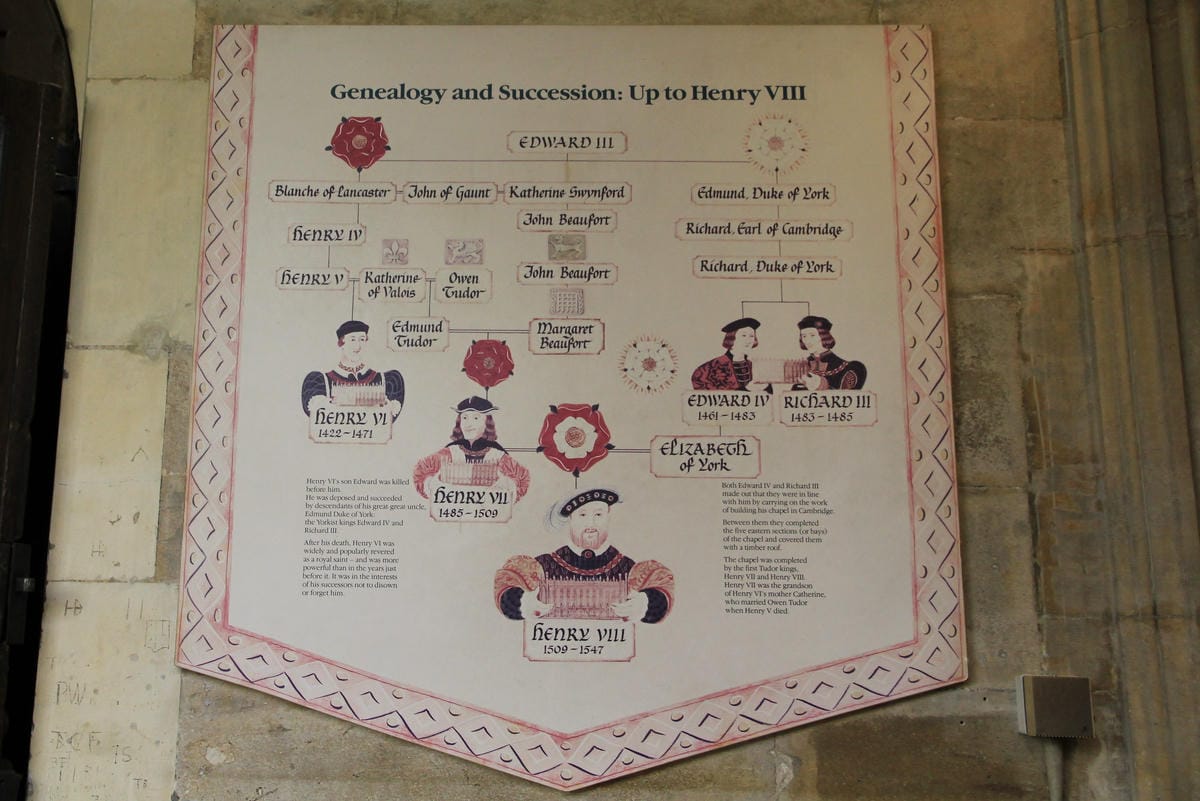 Genealogy and Succession: Up to Henry VIII
EDWARD III
Blanche of Lancaster
John of Gaunt
Katherine Swynford
Edmund, Duke of York
John Beaufort
Richard, Earl of Cambridge
HENRY IV
John Beaufort
Richard, Duke of York
HENRY V
Katherine
of Valois
Owen
Tudor
Edmund
Tudor
Margaret
Beaufort
HENRY VI
1422–1471
EDWARD IV
1461–1483
RICHARD III
1483–1485
ELIZABETH
of York
HENRY VII
1485–1509
Henry VI's son Edward was killed
before him.
He was deposed and succeeded
by descendants of his great-great uncle,
Edmund Duke of York:
the Yorkist kings Edward IV and
Richard III.
After his death, Henry VI was
widely and popularly revered
as a royal saint – and was more
powerful than in the years just
before it. It was in the interests
of his successors not to disown
or forget him.
Both Edward IV and Richard III
made out that they were in line
with him by carrying on the work
of building his chapel in Cambridge.
Between them they completed
the five eastern sections (or bays)
of the chapel and covered them
with a timber roof.
The chapel was completed
by the first Tudor kings,
Henry VII and Henry VIII.
Henry VII was the grandson
of Henry VI's mother Catherine,
who married Owen Tudor
when Henry V died.
HENRY VIII
1509–1547
PW